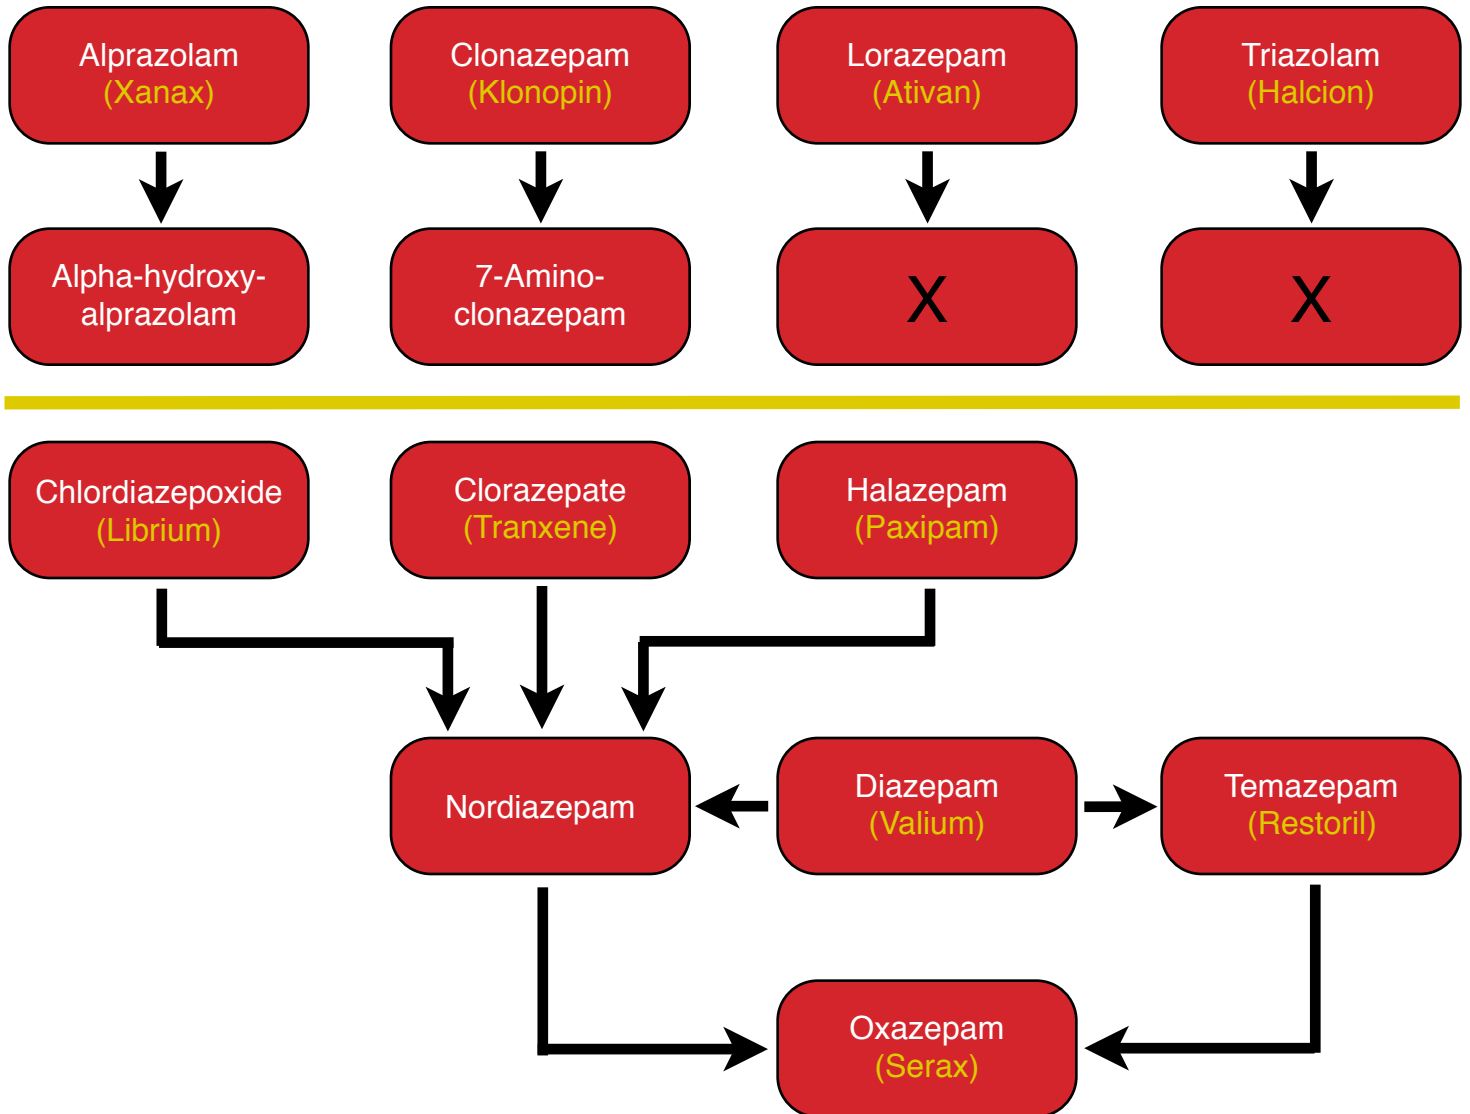 Alprazolam
(Xanax)
Clonazepam
(Klonopin)
Lorazepam
(Ativan)
Triazolam
(Halcion)
Alpha-hydroxy-
alprazolam
7-Amino-
clonazepam
X
X
Chlordiazepoxide
(Librium)
Clorazepate
(Tranxene)
Halazepam
(Paxipam)
Nordiazepam
Diazepam
(Valium)
Temazepam
(Restoril)
Oxazepam
(Serax)